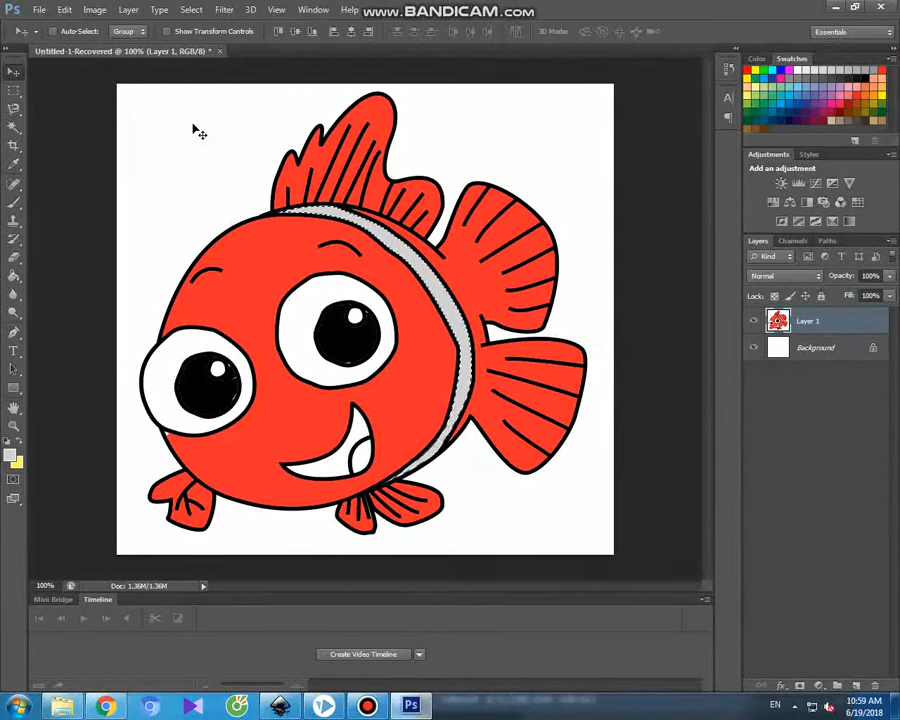 Ps File Edit Image Layer Type Select Filter 3D View Window Help
www.BANDICAM.com
Auto-Select: Group Show Transform Controls 3D Mode: Essentials
Untitled-1-Recovered @ 100% (Layer 1, RGB/8) * ×
Color Swatches
Adjustments Styles
Add an adjustment
Layers Channels Paths
Kind
Normal Opacity: 100%
Lock: Fill: 100%
Layer 1
Background
100% Doc: 1.36M/1.36M
Mini Bridge Timeline
Create Video Timeline
EN 10:59 AM
6/19/2018